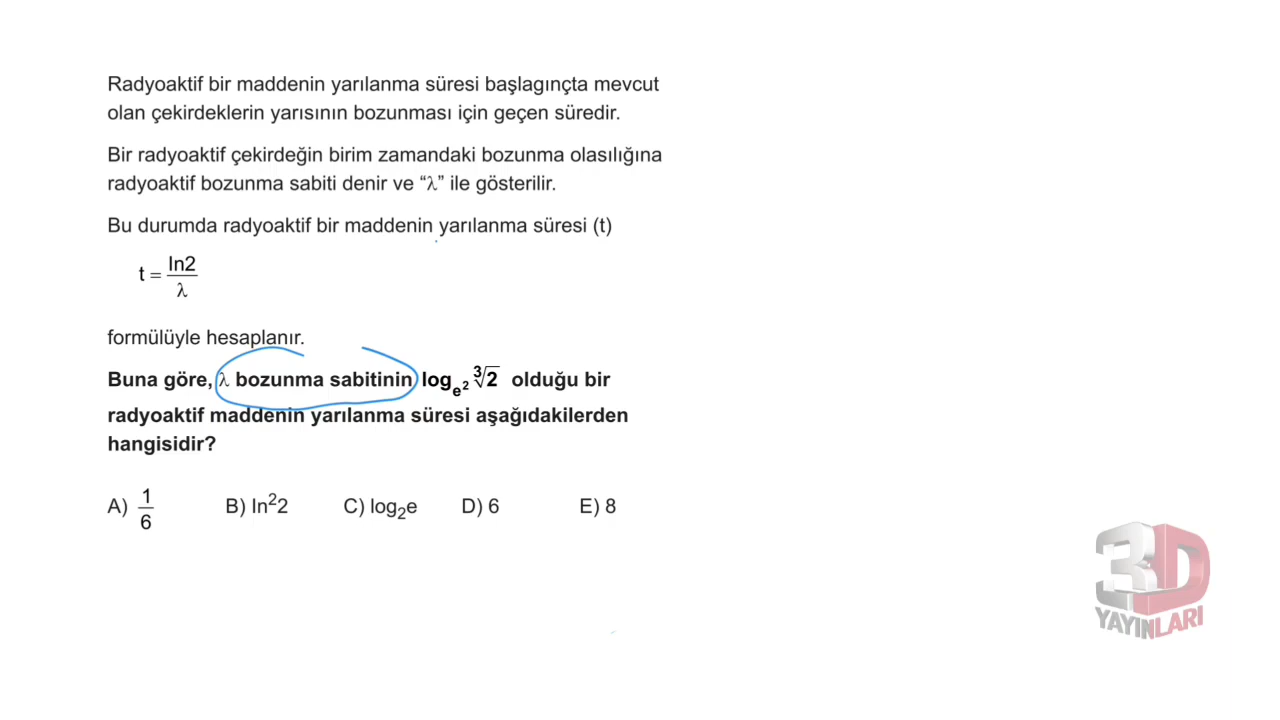 Radyoaktif bir maddenin yarılanma süresi başlagınçta mevcut
olan çekirdeklerin yarısının bozunması için geçen süredir.
Bir radyoaktif çekirdeğin birim zamandaki bozunma olasılığına
radyoaktif bozunma sabiti denir ve “λ” ile gösterilir.
Bu durumda radyoaktif bir maddenin yarılanma süresi (t)
t = ln2 / λ
formülüyle hesaplanır.
Buna göre, λ bozunma sabitinin log_e² ∛2 olduğu bir
radyoaktif maddenin yarılanma süresi aşağıdakilerden
hangisidir?
A) 1/6 B) ln²2 C) log₂e D) 6 E) 8
3D
YAYINLARI